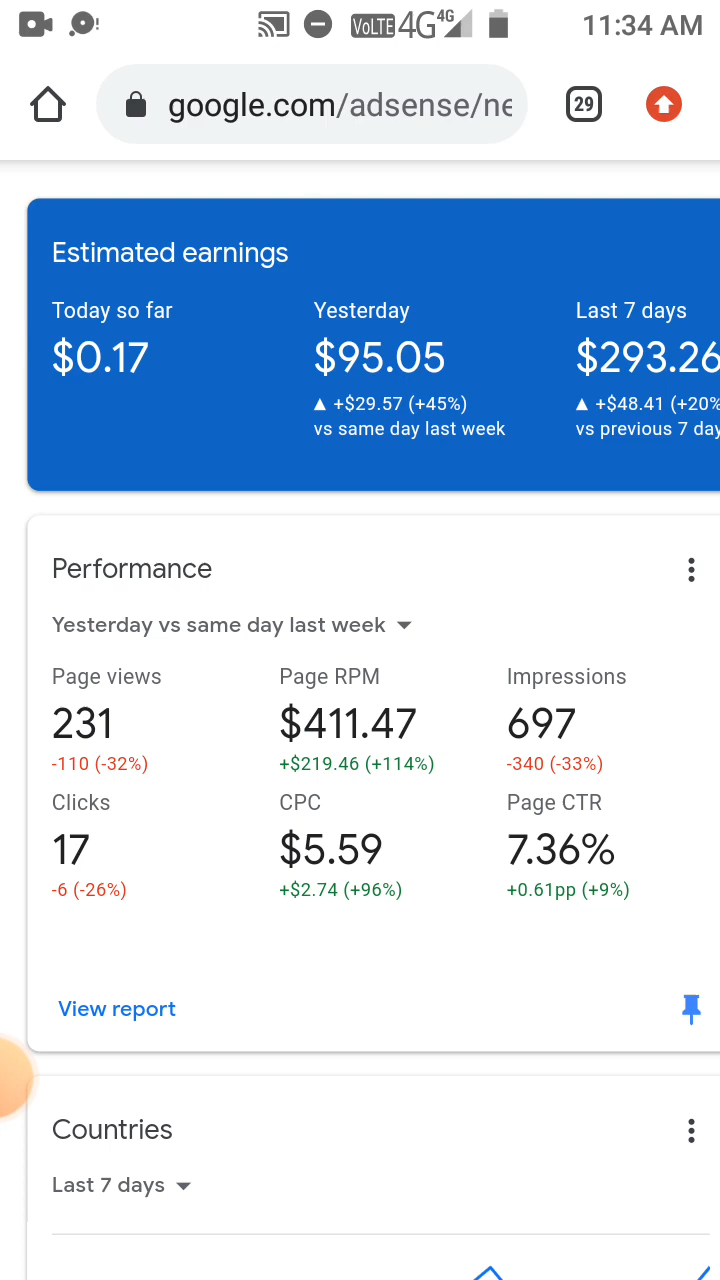 VoLTE 4G 4G 11:34 AM
google.com/adsense/ne 29
Estimated earnings
Today so far Yesterday Last 7 days
$0.17 $95.05 $293.26
▲ +$29.57 (+45%) ▲ +$48.41 (+20%
vs same day last week vs previous 7 day
Performance
Yesterday vs same day last week
Page views Page RPM Impressions
231 $411.47 697
-110 (-32%) +$219.46 (+114%) -340 (-33%)
Clicks CPC Page CTR
17 $5.59 7.36%
-6 (-26%) +$2.74 (+96%) +0.61pp (+9%)
View report
Countries
Last 7 days